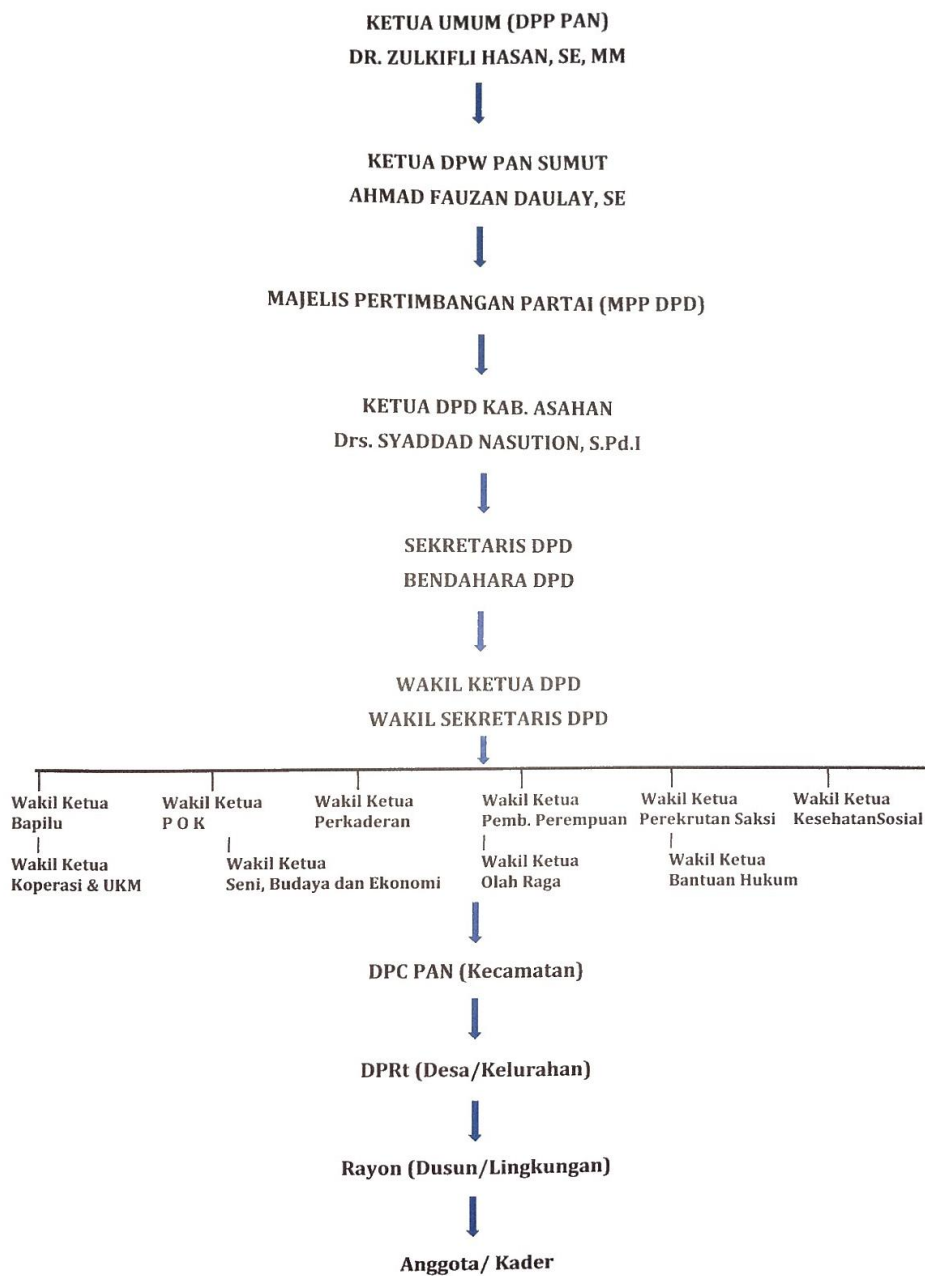 KETUA UMUM (DPP PAN)
DR. ZULKIFLI HASAN, SE, MM
KETUA DPW PAN SUMUT
AHMAD FAUZAN DAULAY, SE
MAJELIS PERTIMBANGAN PARTAI (MPP DPD)
KETUA DPD KAB. ASAHAN
Drs. SYADDAD NASUTION, S.Pd.I
SEKRETARIS DPD
BENDAHARA DPD
WAKIL KETUA DPD
WAKIL SEKRETARIS DPD
Wakil Ketua
Bapilu
Wakil Ketua
P O K
Wakil Ketua
Perkaderan
Wakil Ketua
Pemb. Perempuan
Wakil Ketua
Perekrutan Saksi
Wakil Ketua
KesehatanSosial
Wakil Ketua
Koperasi & UKM
Wakil Ketua
Seni, Budaya dan Ekonomi
Wakil Ketua
Olah Raga
Wakil Ketua
Bantuan Hukum
DPC PAN (Kecamatan)
DPRt (Desa/Kelurahan)
Rayon (Dusun/Lingkungan)
Anggota/ Kader